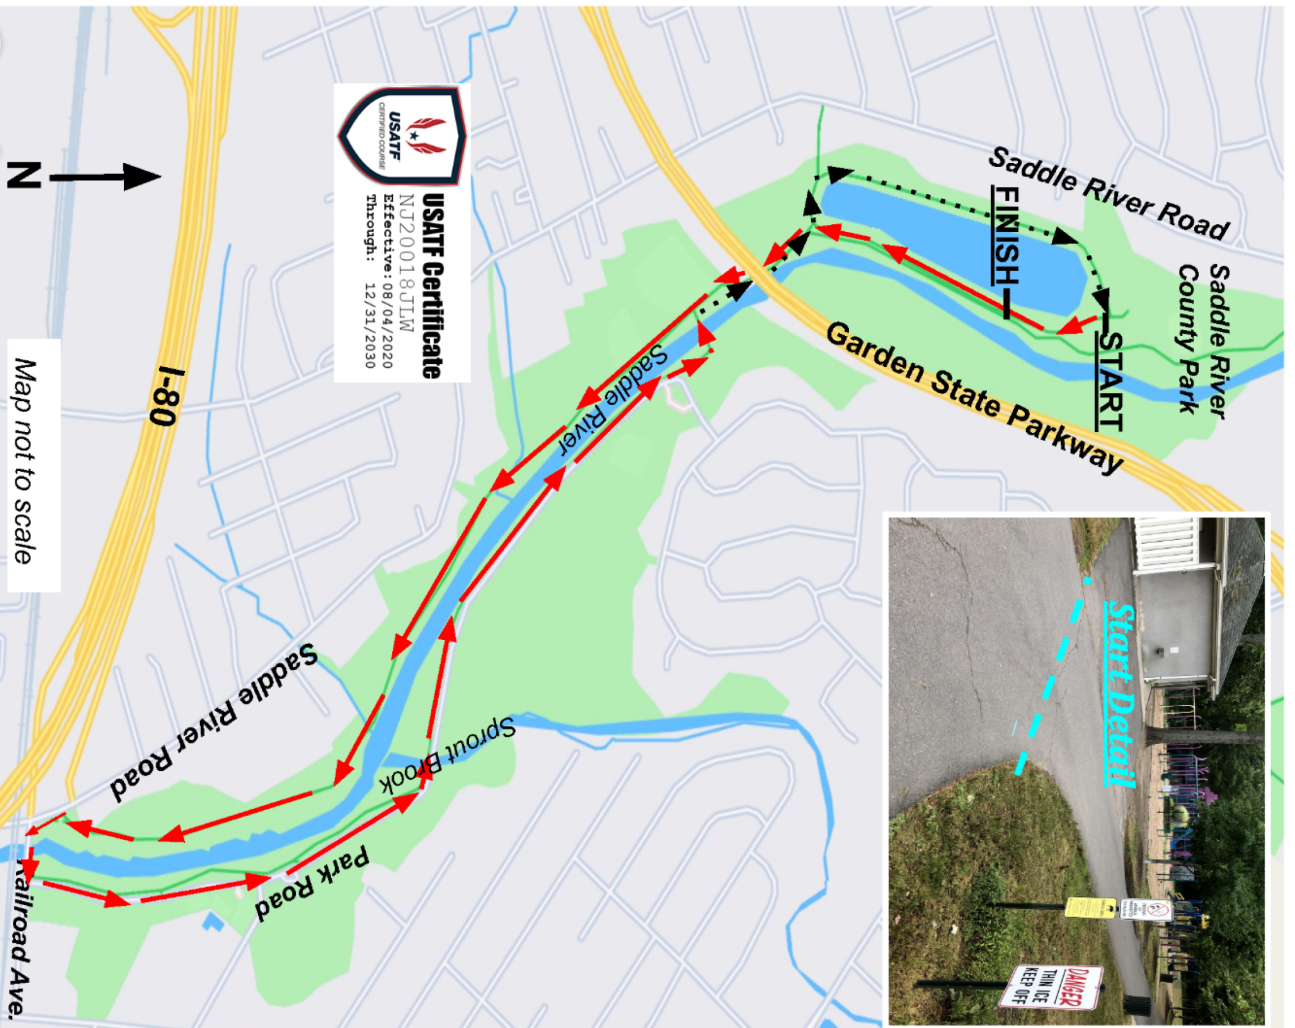 Saddle River Road
Saddle River
County Park
FINISH
START
Garden State Parkway
USATF
CERTIFIED COURSE
USATF Certificate
NJ20018JLW
Effective:08/04/2020
Through: 12/31/2030
N
I-80
Map not to scale
Saddle River
Saddle River Road
Sprout Brook
Park Road
Railroad Ave.
Start Detail
DANGER
THIN ICE
KEEP OFF